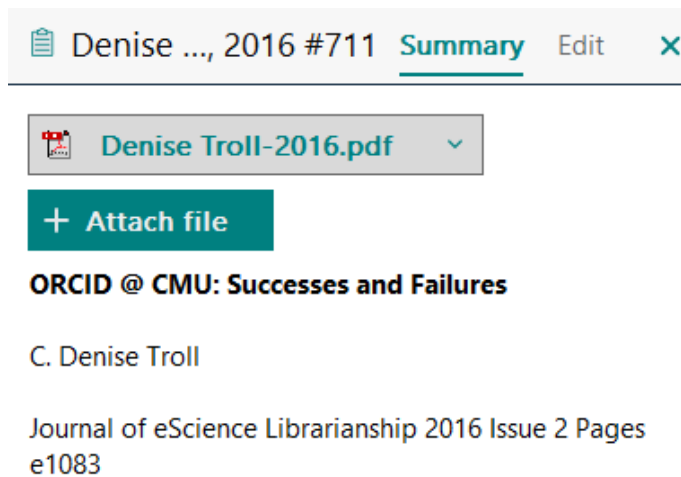 Denise ..., 2016 #711 Summary Edit
Denise Troll-2016.pdf
+ Attach file
ORCID @ CMU: Successes and Failures
C. Denise Troll
Journal of eScience Librarianship 2016 Issue 2 Pages
e1083